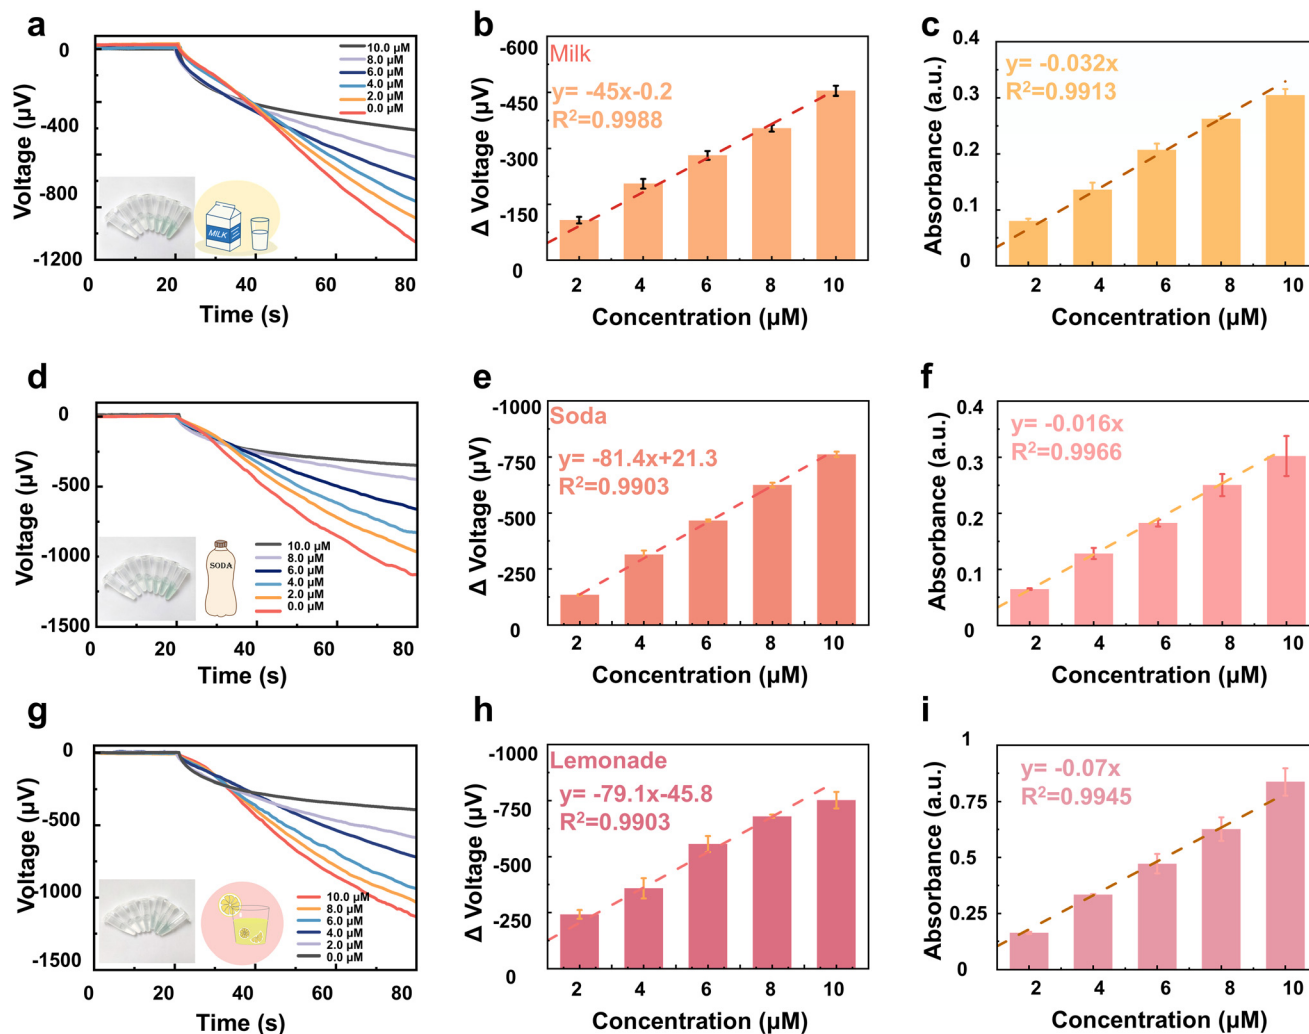 a
0
-400
-800
-1200
Voltage (µV)
10.0 µM
8.0 µM
6.0 µM
4.0 µM
2.0 µM
0.0 µM
MILK
0 20 40 60 80
Time (s)
b
-600
-450
-300
-150
0
Δ Voltage (µV)
Milk
y= -45x-0.2
R²=0.9988
2 4 6 8 10
Concentration (µM)
c
0.4
0.3
0.2
0.1
0
Absorbance (a.u.)
y= -0.032x
R²=0.9913
2 4 6 8 10
Concentration (µM)
d
0
-500
-1000
-1500
Voltage (µV)
SODA
10.0 µM
8.0 µM
6.0 µM
4.0 µM
2.0 µM
0.0 µM
0 20 40 60 80
Time (s)
e
-1000
-750
-500
-250
0
Δ Voltage (µV)
Soda
y= -81.4x+21.3
R²=0.9903
2 4 6 8 10
Concentration (µM)
f
0.4
0.3
0.2
0.1
0
Absorbance (a.u.)
y= -0.016x
R²=0.9966
2 4 6 8 10
Concentration (µM)
g
0
-500
-1000
-1500
Voltage (µV)
10.0 µM
8.0 µM
6.0 µM
4.0 µM
2.0 µM
0.0 µM
0 20 40 60 80
Time (s)
h
-1000
-750
-500
-250
0
Δ Voltage (µV)
Lemonade
y= -79.1x-45.8
R²=0.9903
2 4 6 8 10
Concentration (µM)
i
1
0.75
0.5
0.25
0
Absorbance (a.u.)
y= -0.07x
R²=0.9945
2 4 6 8 10
Concentration (µM)